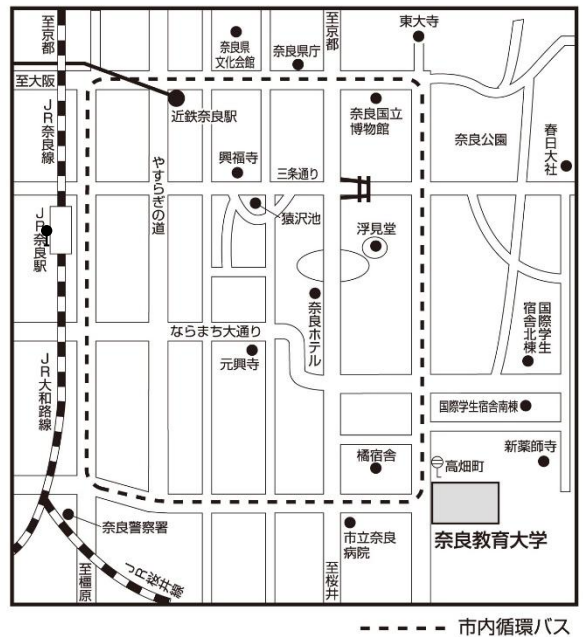 至京都
至京都
東大寺
奈良県
文化会館
奈良県庁
至大阪
近鉄奈良駅
奈良国立
博物館
奈良公園
春日大社
JR奈良線
やすらぎの道
興福寺
三条通り
猿沢池
浮見堂
JR奈良駅
奈良ホテル
国際学生
宿舎北棟
ならまち大通り
元興寺
JR大和路線
国際学生宿舎南棟
新薬師寺
橘宿舎
高畑町
奈良警察署
市立奈良
病院
奈良教育大学
至橿原
JR桜井線
至桜井
市内循環バス